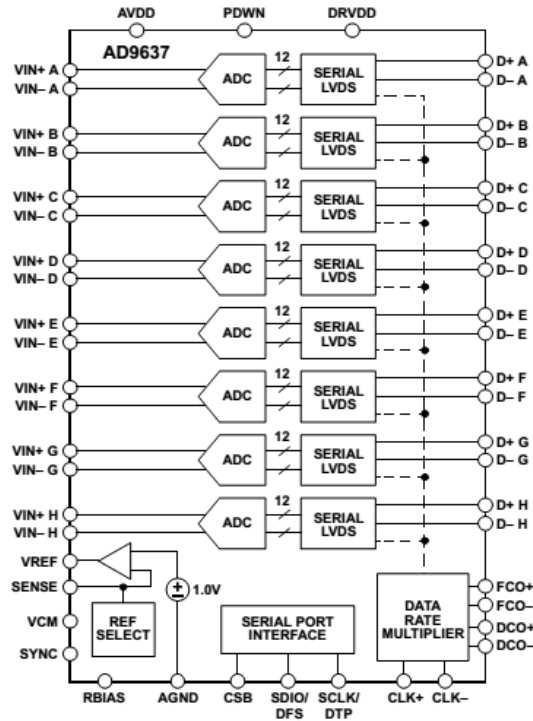 AVDD PDWN DRVDD
AD9637
VIN+ A ADC 12 SERIAL LVDS D+ A
VIN– A D– A
VIN+ B ADC 12 SERIAL LVDS D+ B
VIN– B D– B
VIN+ C ADC 12 SERIAL LVDS D+ C
VIN– C D– C
VIN+ D ADC 12 SERIAL LVDS D+ D
VIN– D D– D
VIN+ E ADC 12 SERIAL LVDS D+ E
VIN– E D– E
VIN+ F ADC 12 SERIAL LVDS D+ F
VIN– F D– F
VIN+ G ADC 12 SERIAL LVDS D+ G
VIN– G D– G
VIN+ H ADC 12 SERIAL LVDS D+ H
VIN– H D– H
VREF
SENSE
VCM
SYNC
REF
SELECT
1.0V
SERIAL PORT
INTERFACE
DATA
RATE
MULTIPLIER
FCO+
FCO–
DCO+
DCO–
RBIAS AGND CSB SDIO/ SCLK/ CLK+ CLK–
DFS DTP